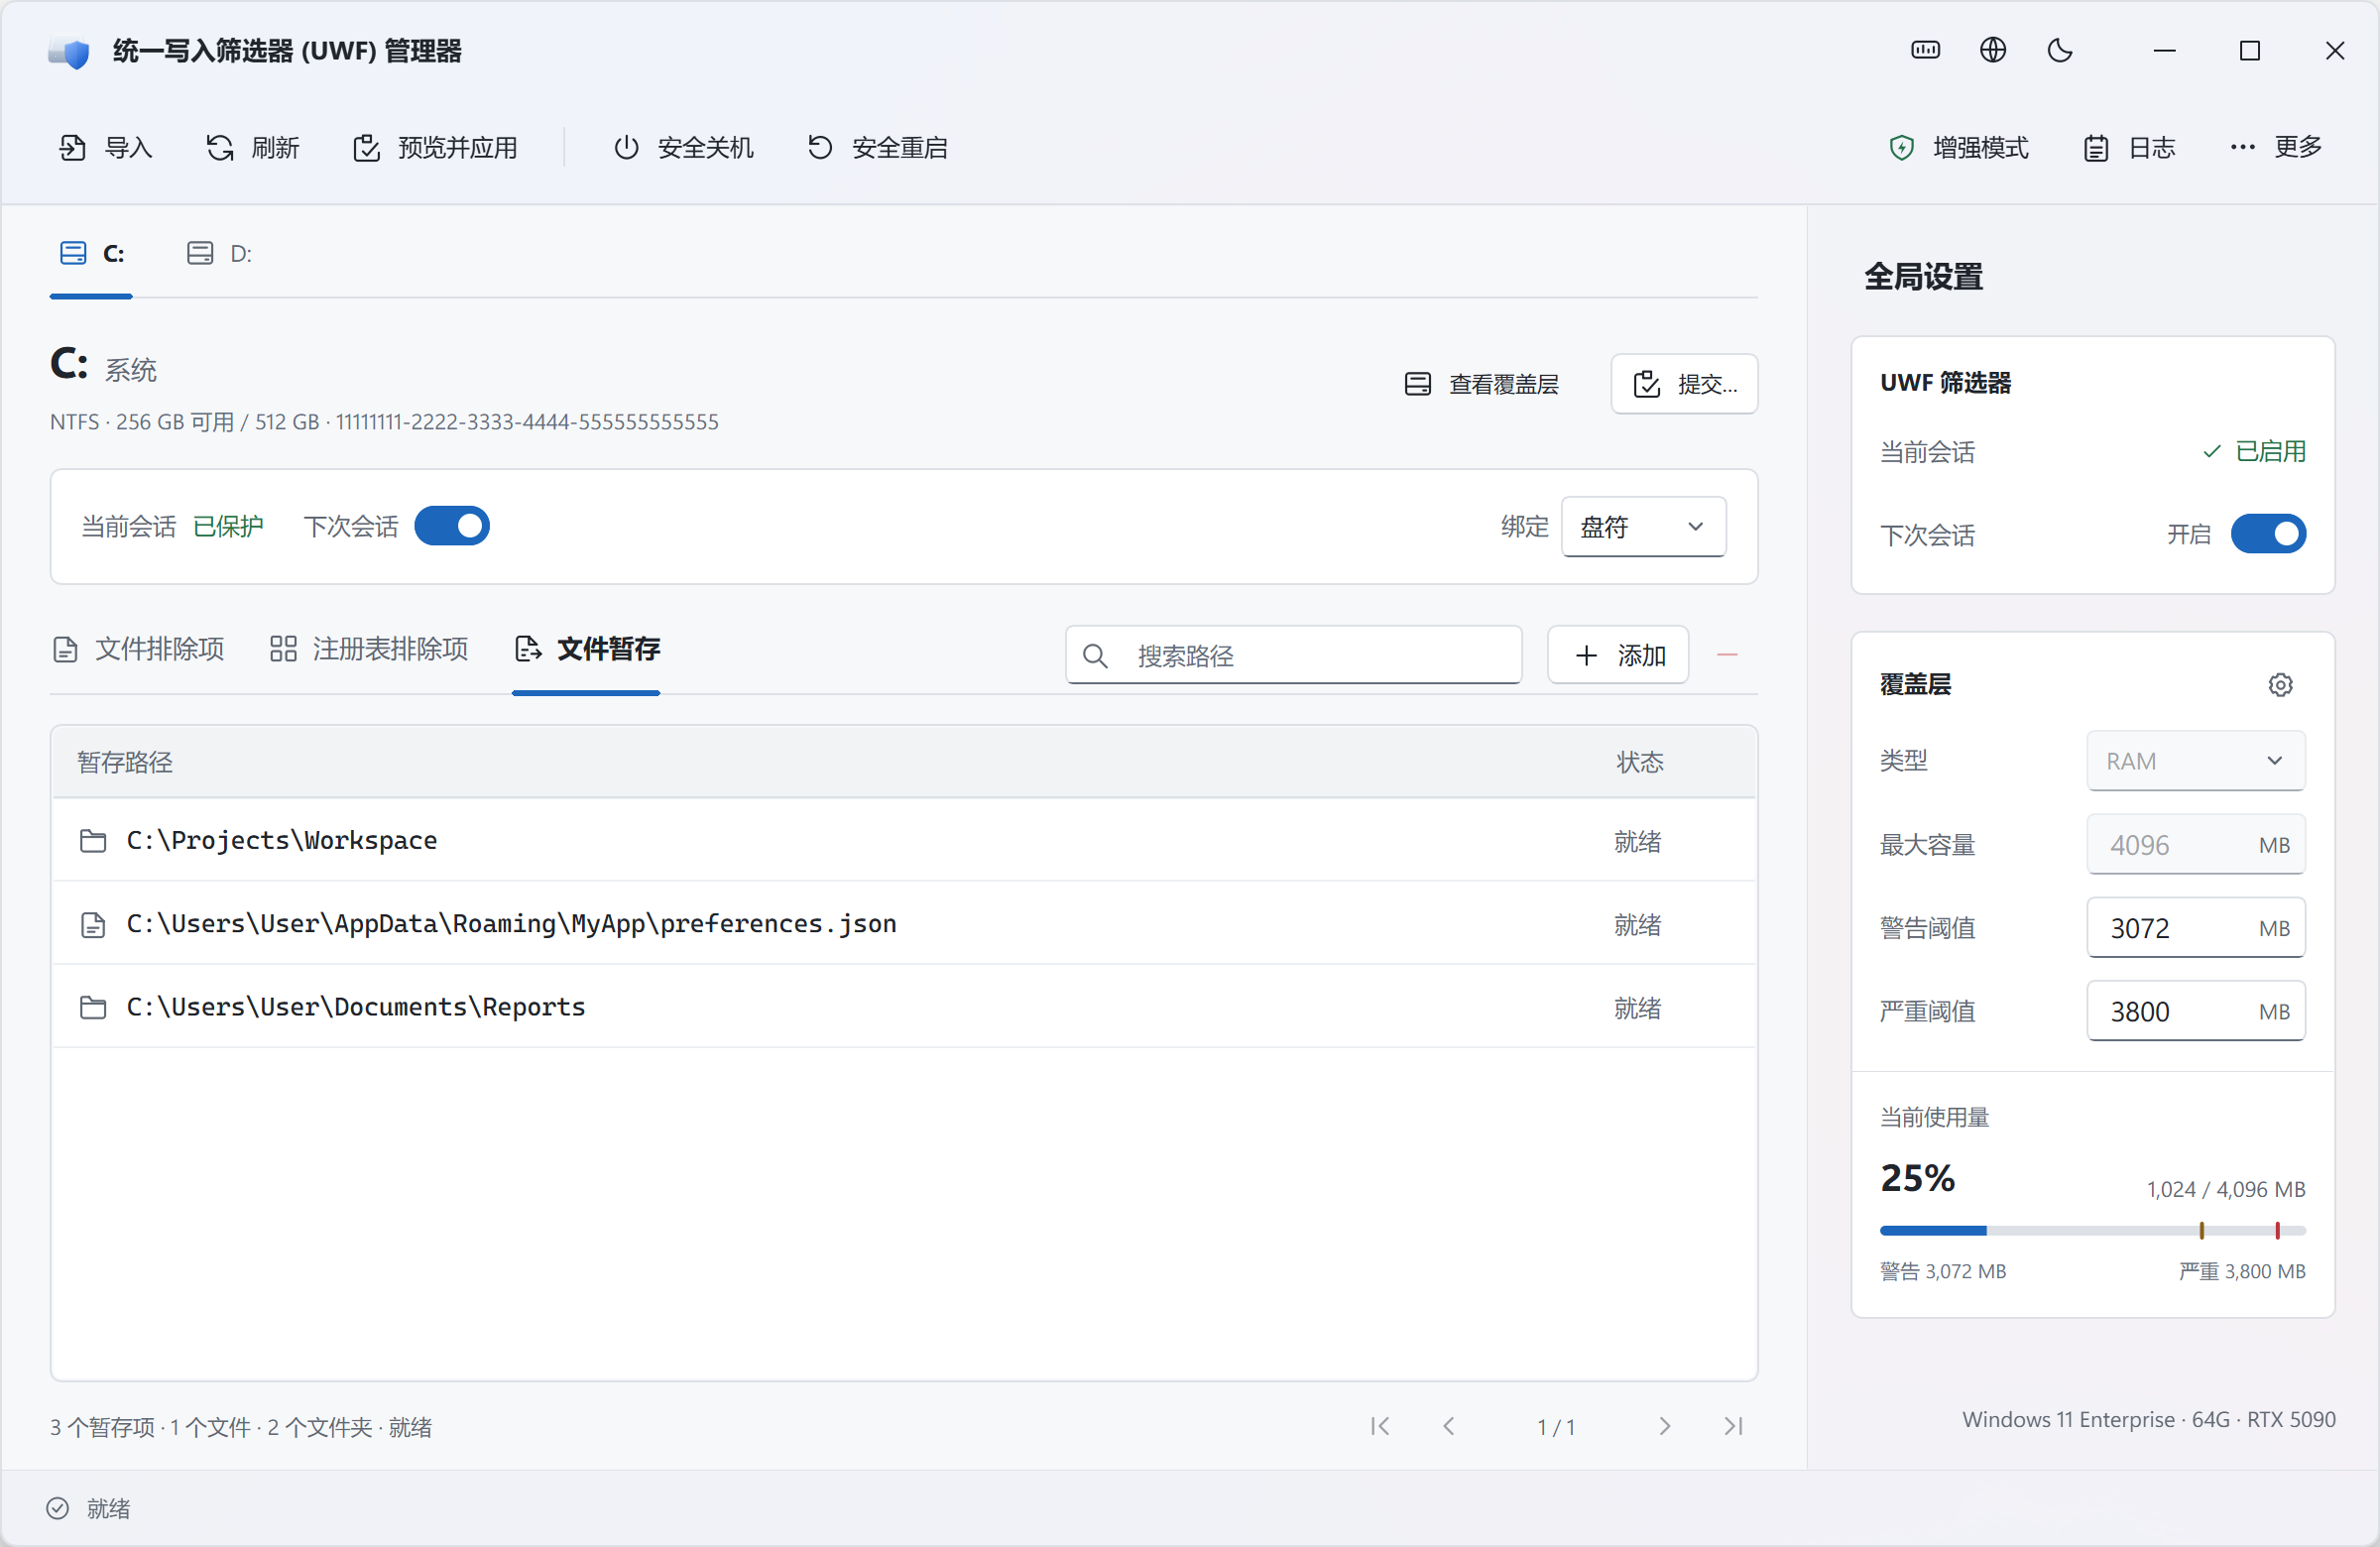 统一写入筛选器 (UWF) 管理器
导入 刷新 预览并应用 安全关机 安全重启 增强模式 日志 更多
C: D:
C: 系统
查看覆盖层 提交...
NTFS · 256 GB 可用 / 512 GB · 11111111-2222-3333-4444-555555555555
当前会话 已保护 下次会话 绑定 盘符
文件排除项 注册表排除项 文件暂存 搜索路径 添加
暂存路径 状态
C:\Projects\Workspace 就绪
C:\Users\User\AppData\Roaming\MyApp\preferences.json 就绪
C:\Users\User\Documents\Reports 就绪
3 个暂存项 · 1 个文件 · 2 个文件夹 · 就绪
1 / 1
全局设置
UWF 筛选器
当前会话 已启用
下次会话 开启
覆盖层
类型 RAM
最大容量 4096 MB
警告阈值 3072 MB
严重阈值 3800 MB
当前使用量
25% 1,024 / 4,096 MB
警告 3,072 MB 严重 3,800 MB
Windows 11 Enterprise · 64G · RTX 5090
就绪